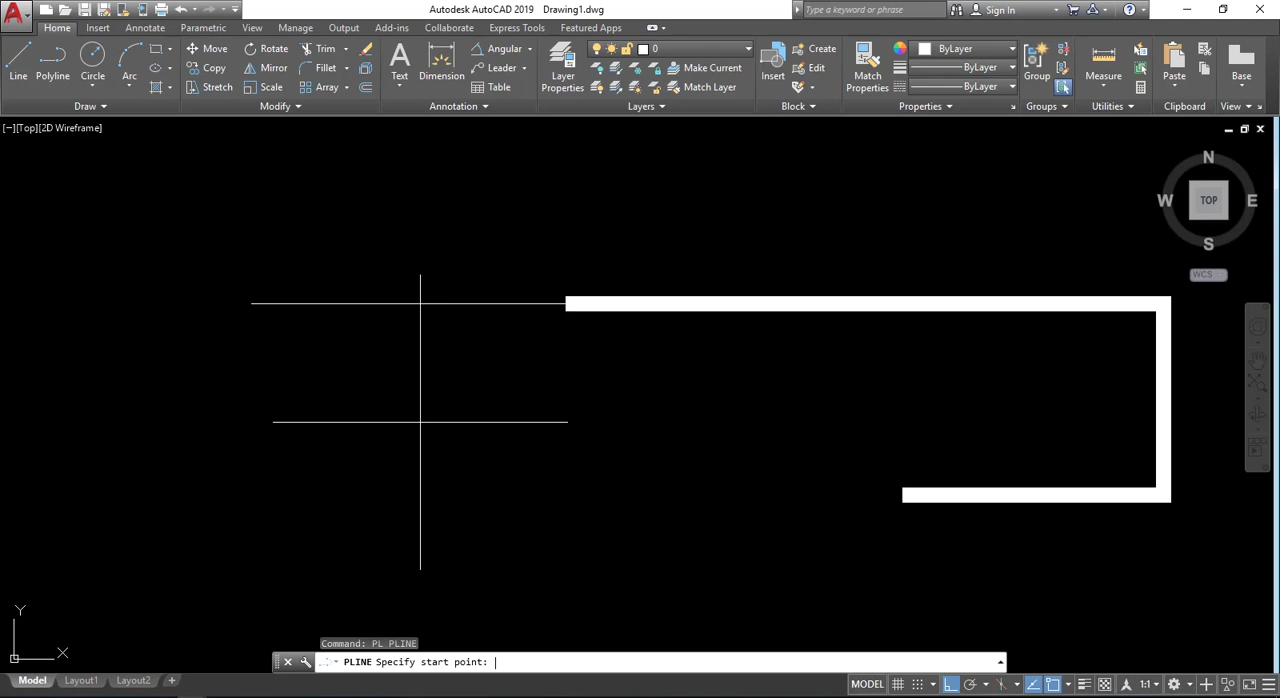 A Autodesk AutoCAD 2019 Drawing1.dwg Type a keyword or phrase Sign In ?
Home Insert Annotate Parametric View Manage Output Add-ins Collaborate Express Tools Featured Apps
Move Rotate Trim Angular 0 Create ByLayer
Line Polyline Circle Arc Copy Mirror Fillet Text Dimension Leader Layer Properties Make Current Insert Edit Match Properties ByLayer Group Measure Paste Base
Stretch Scale Array Table Match Layer ByLayer
Draw Modify Annotation Layers Block Properties Groups Utilities Clipboard View
[−][Top][2D Wireframe]
N
W TOP E
S
WCS
Y
X
Command: PL PLINE
PLINE Specify start point:
Model Layout1 Layout2 + MODEL 1:1